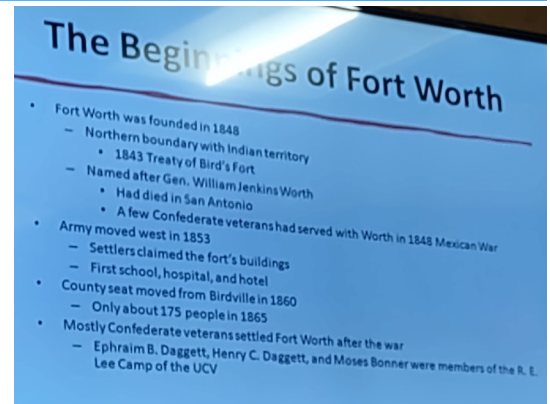 The Beginnings of Fort Worth
• Fort Worth was founded in 1848
– Northern boundary with Indian territory
• 1843 Treaty of Bird's Fort
– Named after Gen. William Jenkins Worth
• Had died in San Antonio
• A few Confederate veterans had served with Worth in 1848 Mexican War
• Army moved west in 1853
– Settlers claimed the fort's buildings
– First school, hospital, and hotel
• County seat moved from Birdville in 1860
– Only about 175 people in 1865
• Mostly Confederate veterans settled Fort Worth after the war
– Ephraim B. Daggett, Henry C. Daggett, and Moses Bonner were members of the R. E.
Lee Camp of the UCV